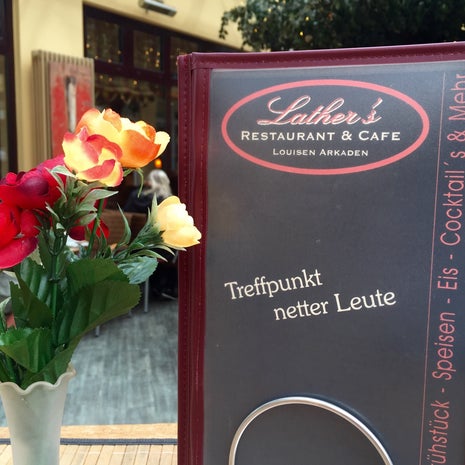 Lather's
RESTAURANT & CAFE
LOUISEN ARKADEN
Treffpunkt
netter Leute
ühstück - Speisen - Eis - Cocktail´s & Mehr